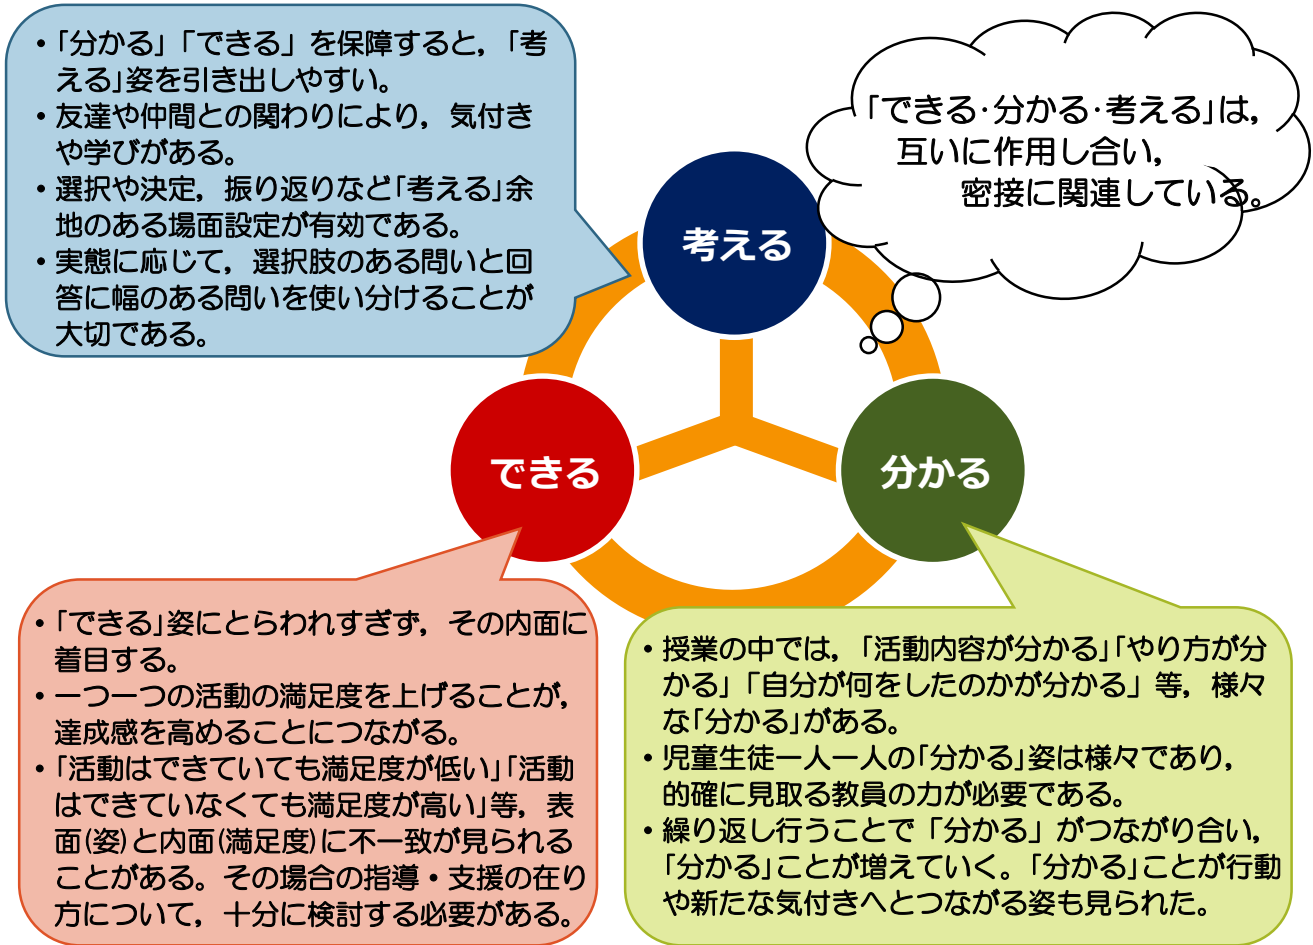 ・「分かる」「できる」を保障すると，「考
える」姿を引き出しやすい。
・友達や仲間との関わりにより，気付き
や学びがある。
・選択や決定，振り返りなど「考える」余
地のある場面設定が有効である。
・実態に応じて，選択肢のある問いと回
答に幅のある問いを使い分けることが
大切である。
「できる・分かる・考える」は，
互いに作用し合い，
密接に関連している。
考える
できる
分かる
・「できる」姿にとらわれすぎず，その内面に
着目する。
・一つ一つの活動の満足度を上げることが，
達成感を高めることにつながる。
・「活動はできていても満足度が低い」「活動
はできていなくても満足度が高い」等，表
面(姿)と内面(満足度)に不一致が見られる
ことがある。その場合の指導・支援の在り
方について，十分に検討する必要がある。
・授業の中では，「活動内容が分かる」「やり方が分
かる」「自分が何をしたのかが分かる」等，様々
な「分かる」がある。
・児童生徒一人一人の「分かる」姿は様々であり，
的確に見取る教員の力が必要である。
・繰り返し行うことで「分かる」がつながり合い，
「分かる」ことが増えていく。「分かる」ことが行動
や新たな気付きへとつながる姿も見られた。